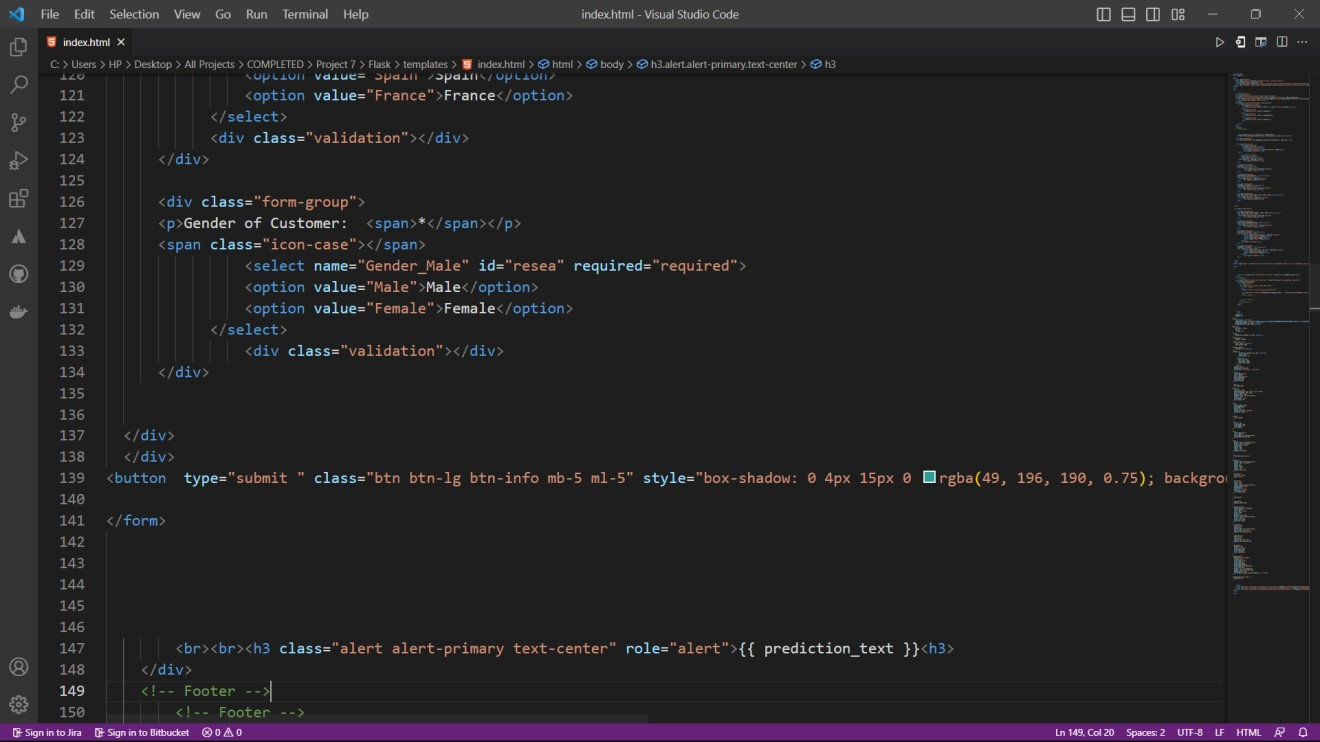 File Edit Selection View Go Run Terminal Help index.html - Visual Studio Code
index.html
C: > Users > HP > Desktop > All Projects > COMPLETED > Project 7 > Flask > templates > index.html > html > body > h3.alert.alert-primary.text-center > h3
120 <option value="Spain">Spain</option>
121 <option value="France">France</option>
122 </select>
123 <div class="validation"></div>
124 </div>
125
126 <div class="form-group">
127 <p>Gender of Customer:  <span>*</span></p>
128 <span class="icon-case"></span>
129 <select name="Gender_Male" id="resea" required="required">
130 <option value="Male">Male</option>
131 <option value="Female">Female</option>
132 </select>
133 <div class="validation"></div>
134 </div>
135
136
137 </div>
138 </div>
139 <button  type="submit " class="btn btn-lg btn-info mb-5 ml-5" style="box-shadow: 0 4px 15px 0 rgba(49, 196, 190, 0.75); backgrou
140
141 </form>
142
143
144
145
146
147 <br><br><h3 class="alert alert-primary text-center" role="alert">{{ prediction_text }}<h3>
148 </div>
149 <!-- Footer -->
150 <!-- Footer -->
Sign in to Jira Sign in to Bitbucket 0 0 Ln 149, Col 20 Spaces: 2 UTF-8 LF HTML